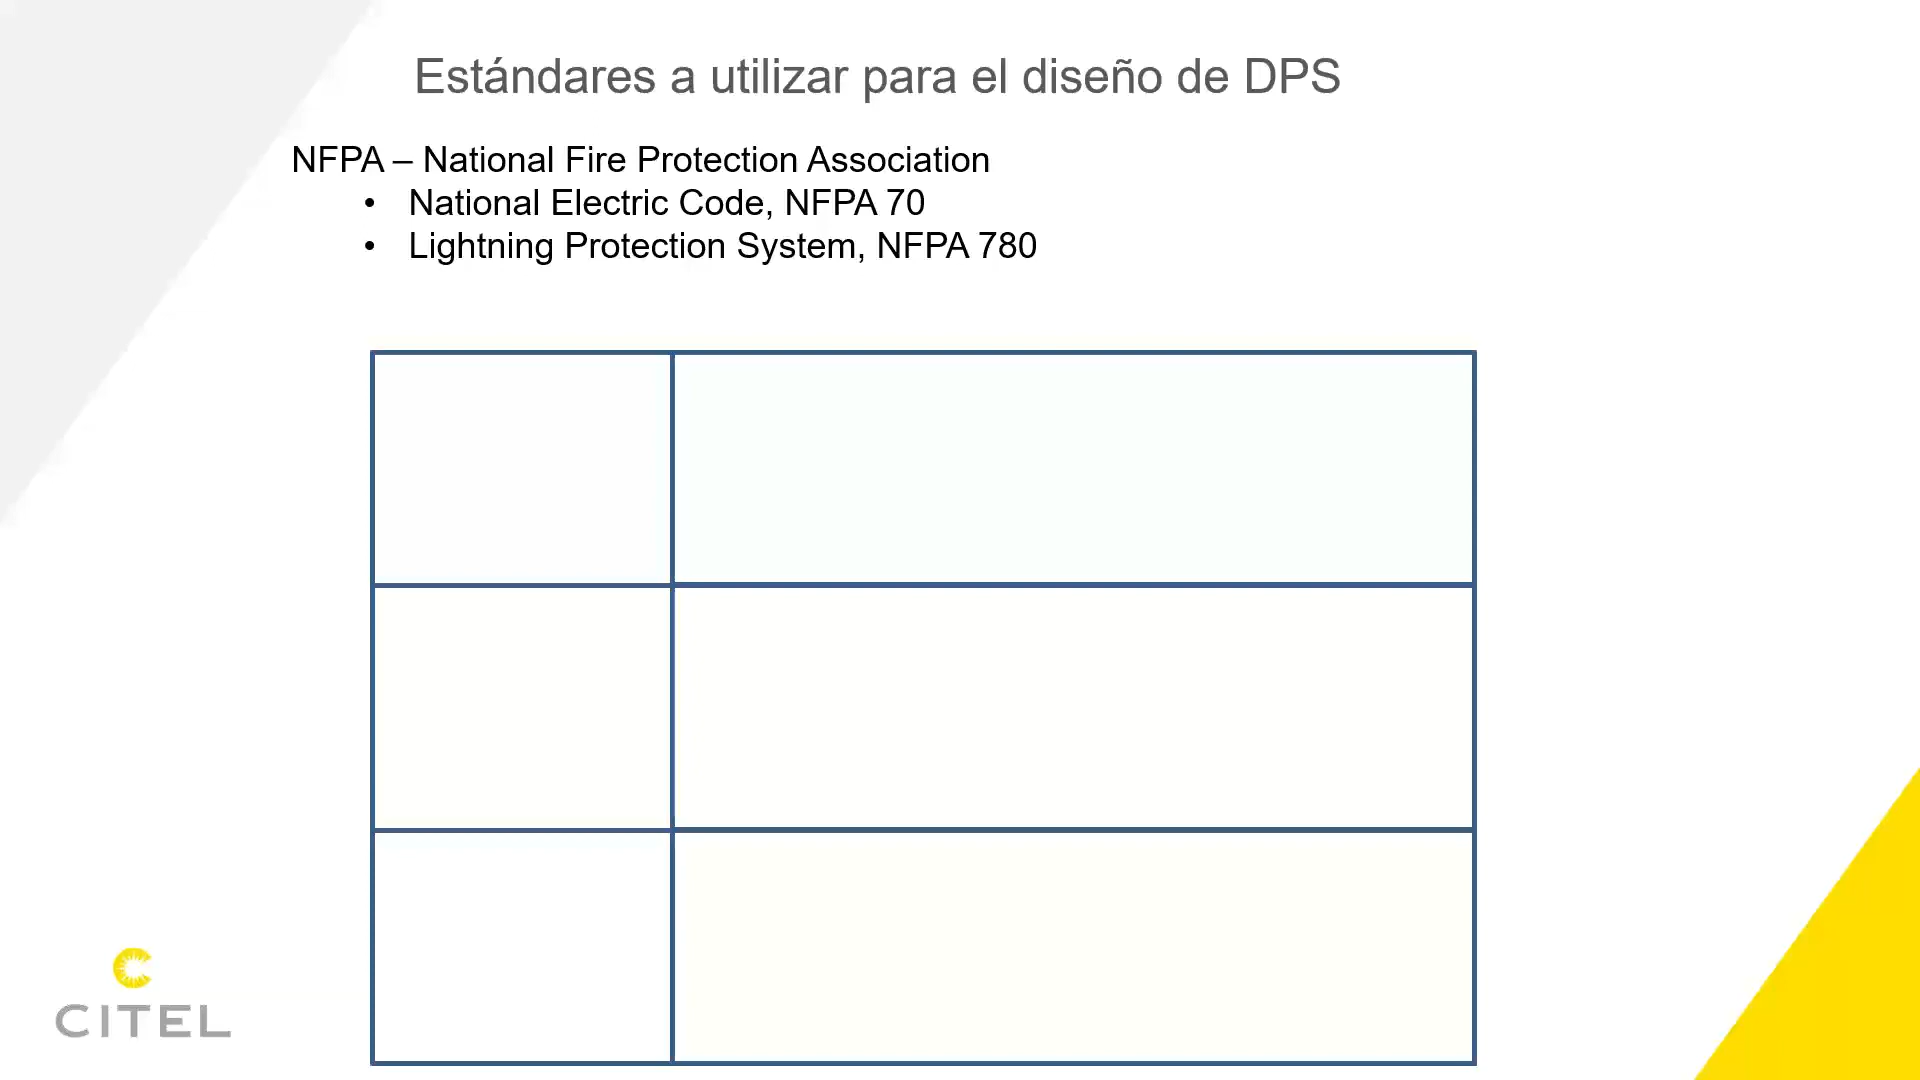 Estándares a utilizar para el diseño de DPS
NFPA – National Fire Protection Association
• National Electric Code, NFPA 70
• Lightning Protection System, NFPA 780
CITEL